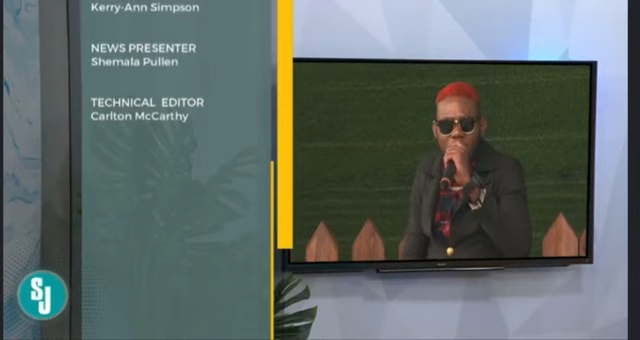 Kerry-Ann Simpson
NEWS PRESENTER
Shemala Pullen
TECHNICAL EDITOR
Carlton McCarthy
SJ